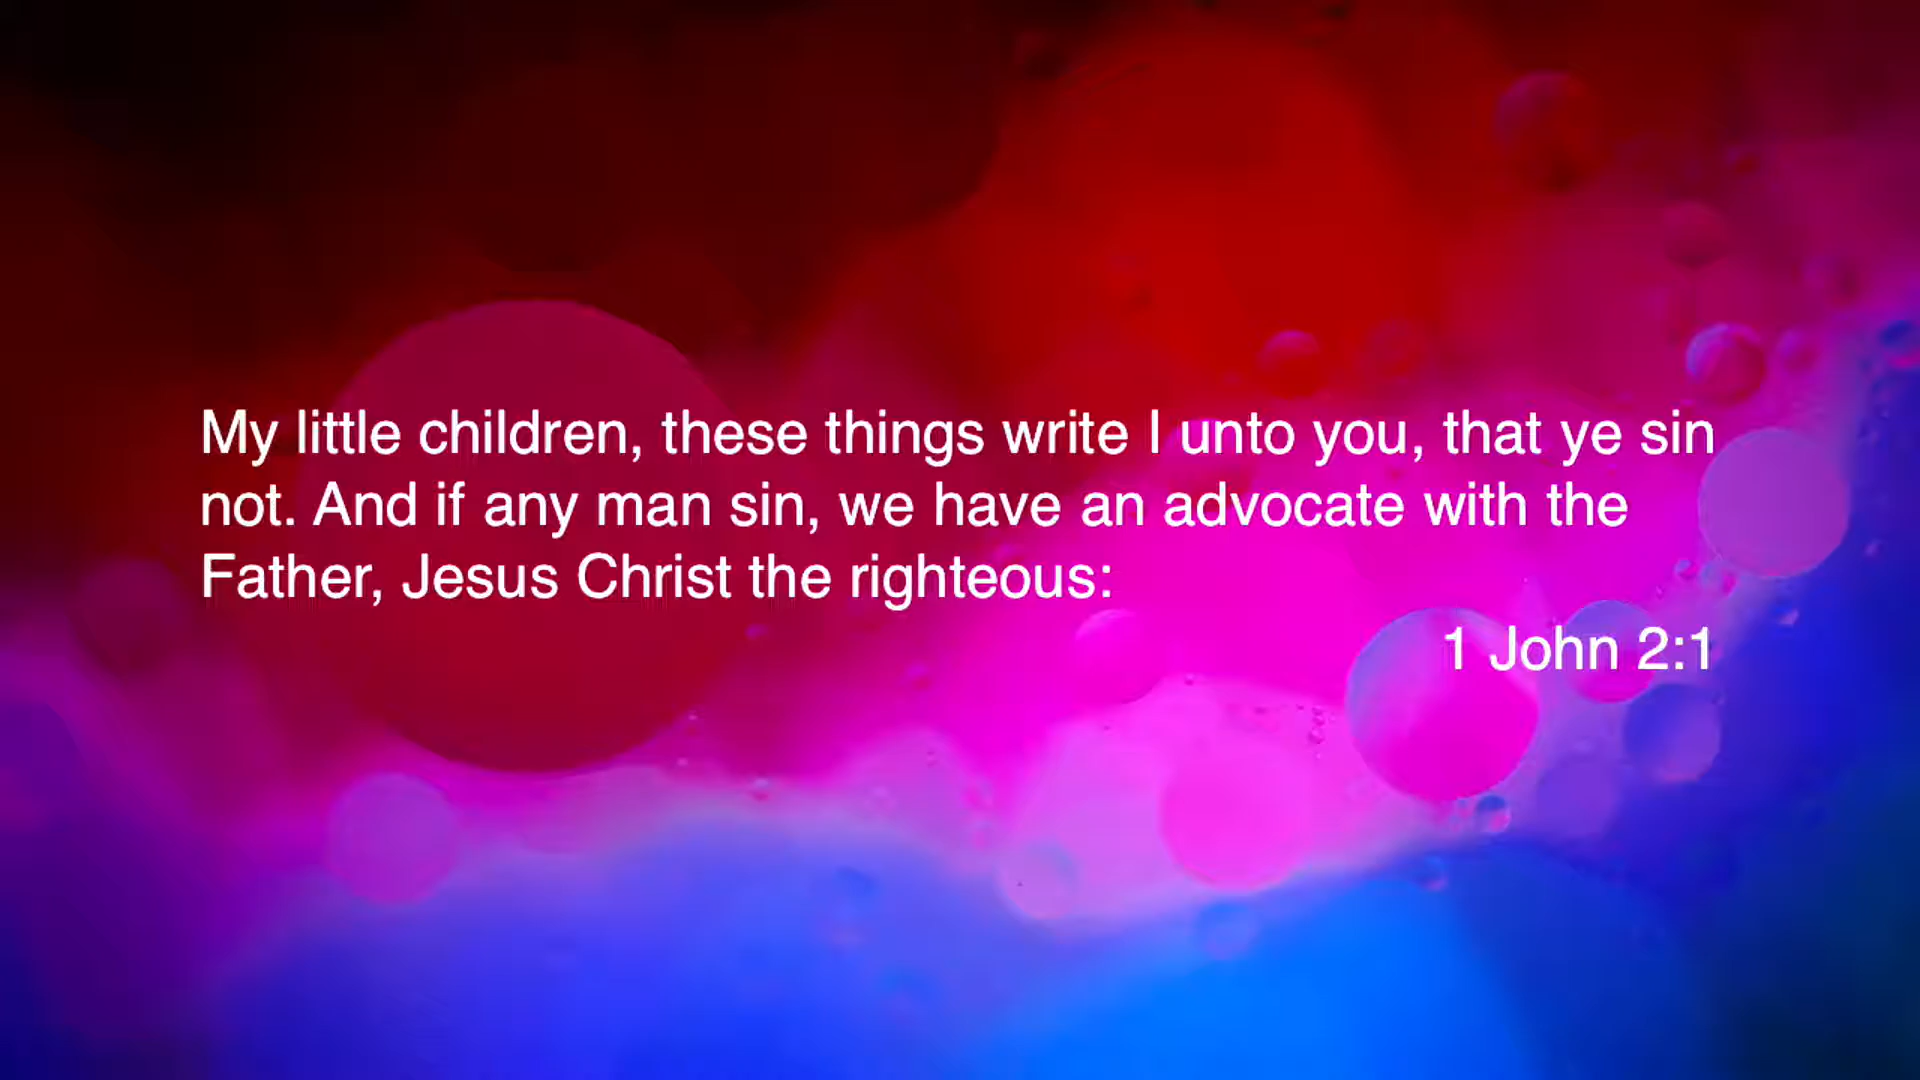 My little children, these things write I unto you, that ye sin
not. And if any man sin, we have an advocate with the
Father, Jesus Christ the righteous:
1 John 2:1